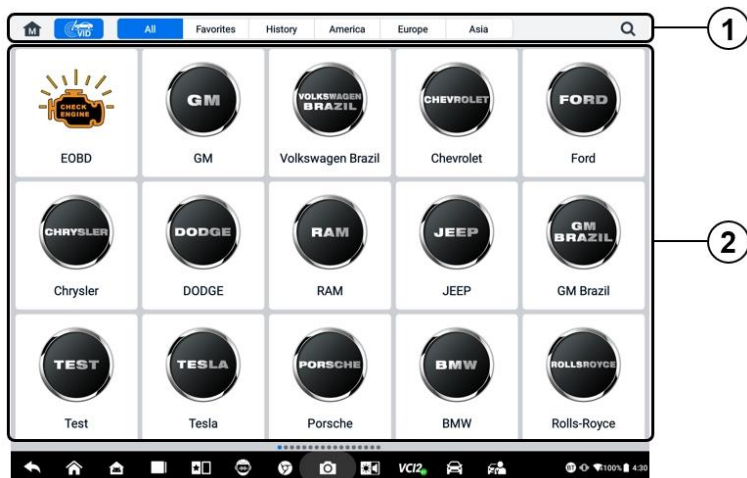 M VID All Favorites History America Europe Asia
1
CHECK
ENGINE
GM
VOLKSWAGEN
BRAZIL
CHEVROLET
FORD
EOBD GM Volkswagen Brazil Chevrolet Ford
2
CHRYSLER DODGE RAM JEEP GM
BRAZIL
Chrysler DODGE RAM JEEP GM Brazil
TEST TESLA PORSCHE BMW ROLLSROYCE
Test Tesla Porsche BMW Rolls-Royce
VCI2 BT 100% 4:30